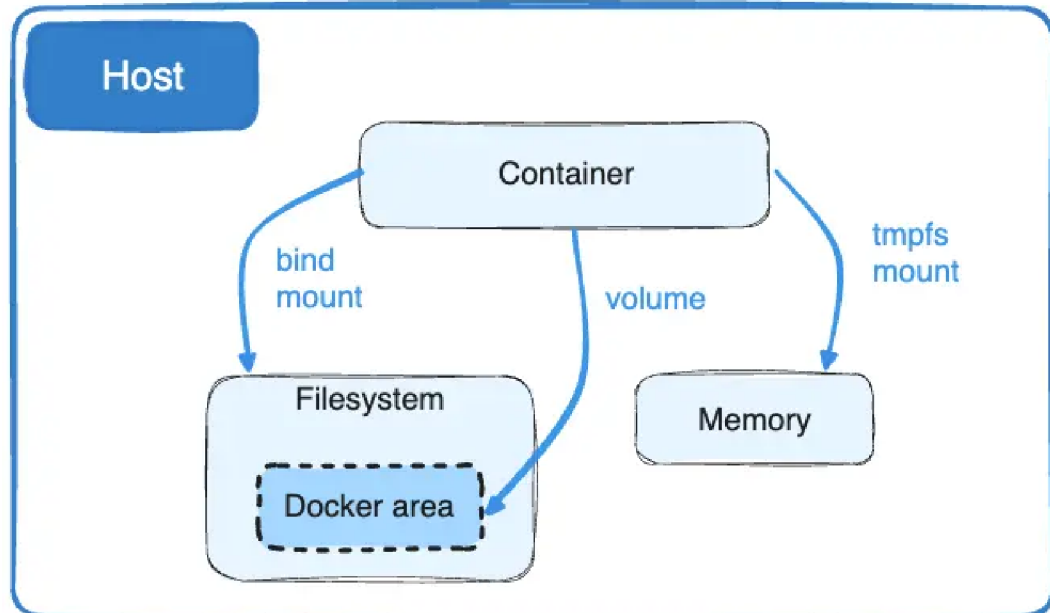 Host
Container
bind
mount
volume
tmpfs
mount
Filesystem
Memory
Docker area